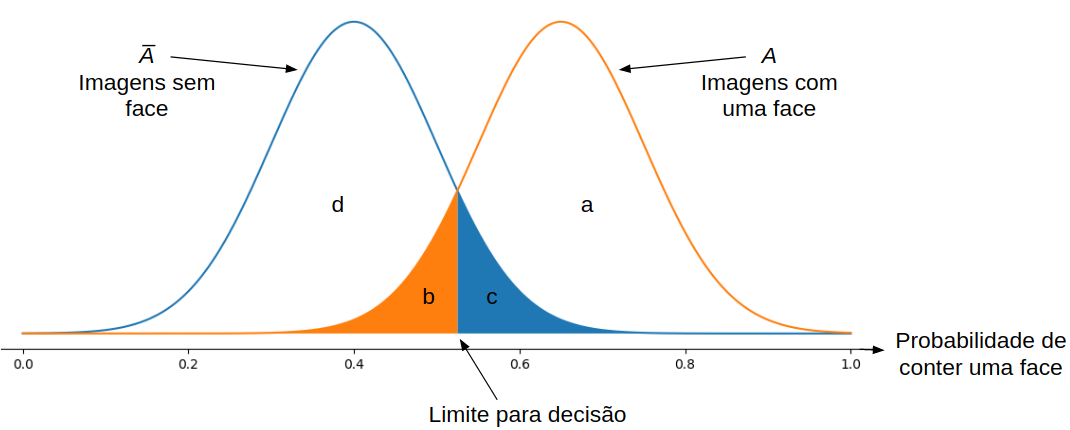 A̅
Imagens sem
face
A
Imagens com
uma face
d
a
b
c
0.0
0.2
0.4
0.6
0.8
1.0
Probabilidade de
conter uma face
Limite para decisão